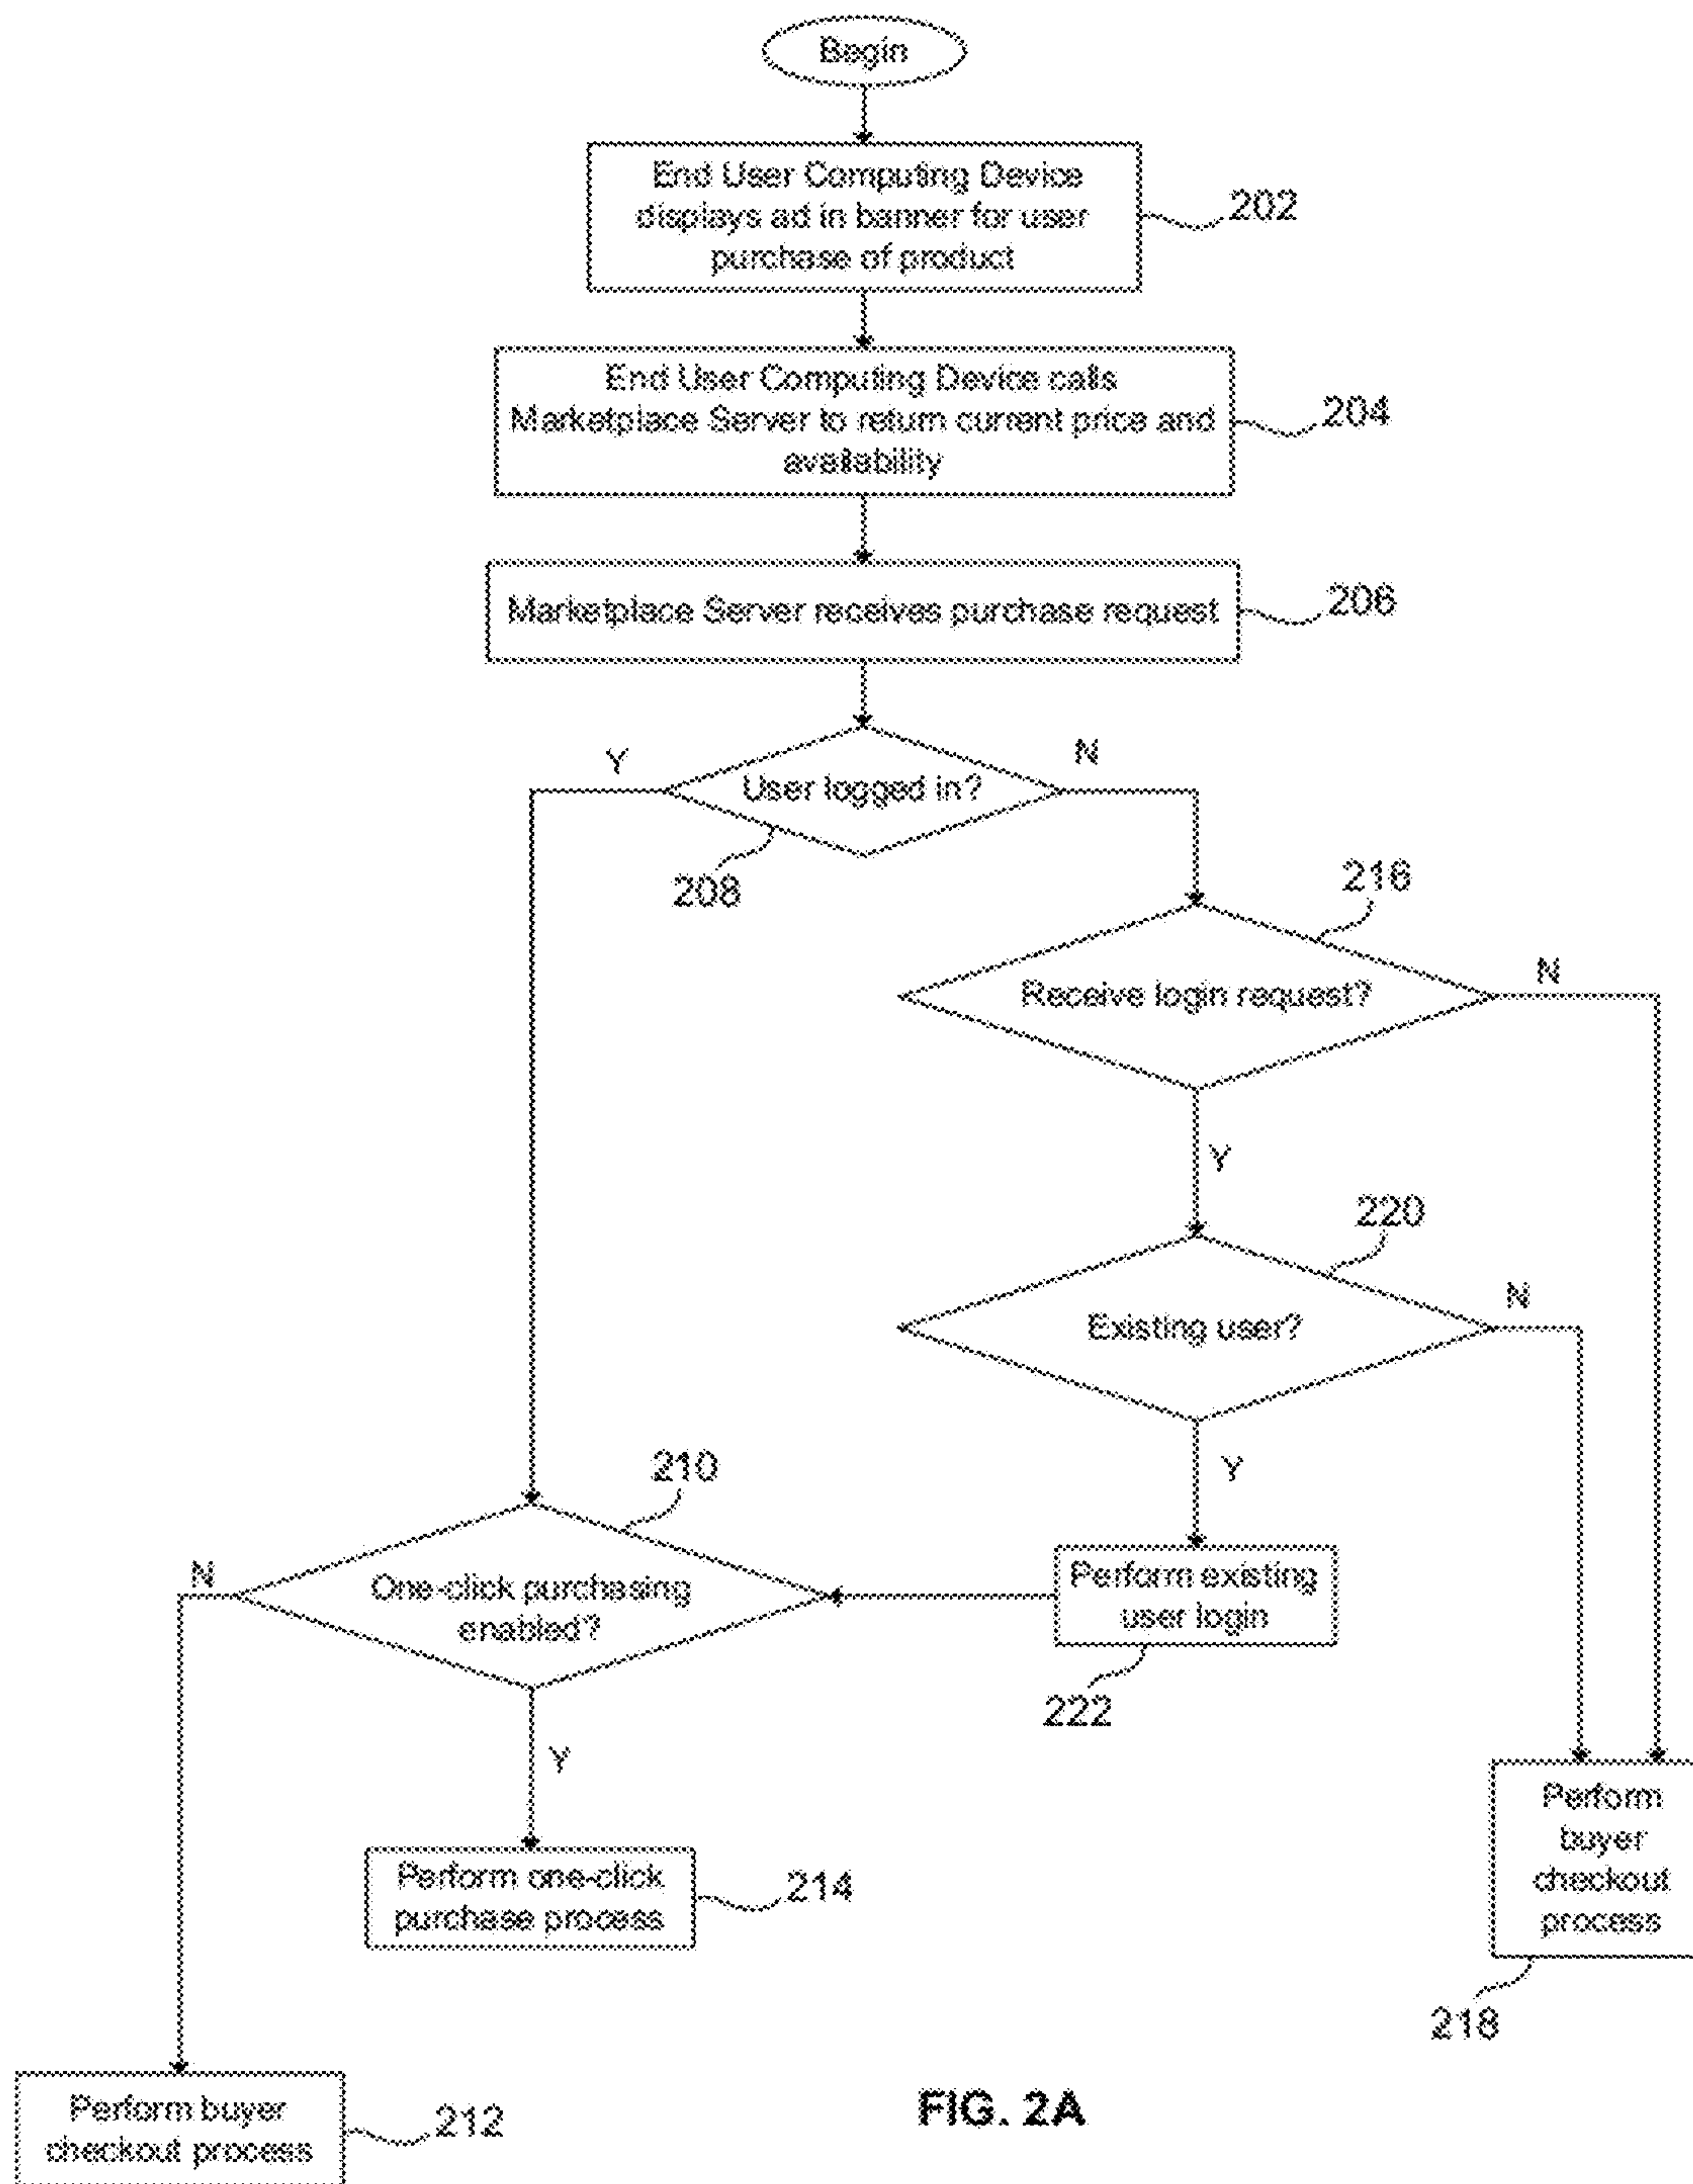 Begin
End User Computing Device
displays ad in banner for user
purchase of product
202
End User Computing Device calls
Marketplace Server to return current price and
availability
204
Marketplace Server receives purchase request
206
Y
N
User logged in?
208
216
Receive login request?
N
Y
220
Existing user?
N
Y
210
One-click purchasing
enabled?
N
Perform existing
user login
222
Y
Perform one-click
purchase process
214
Perform
buyer
checkout
process
218
Perform buyer
checkout process
212
FIG. 2A